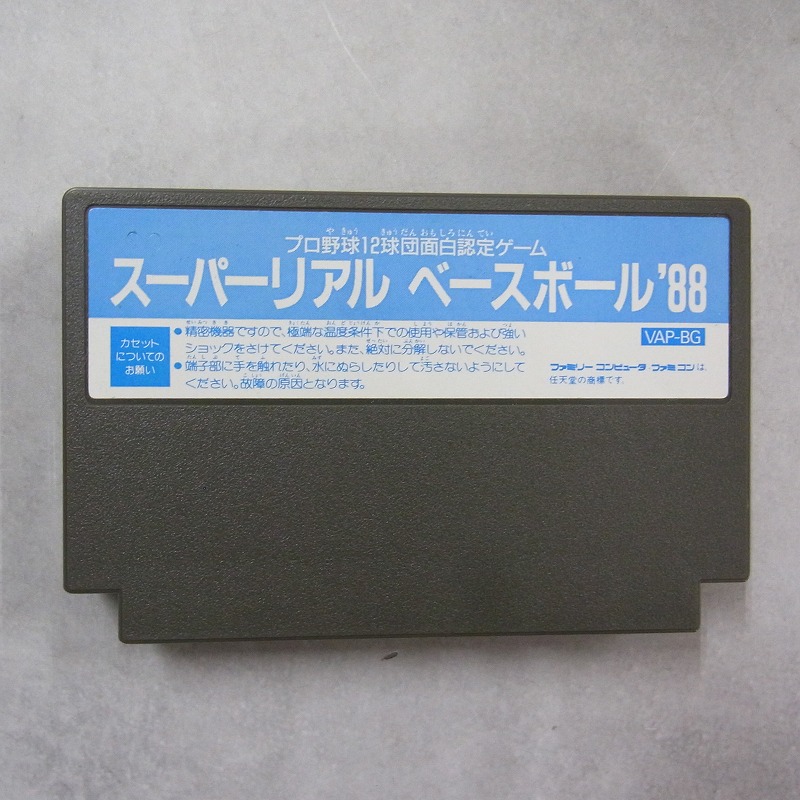 プロ野球12球団面白認定ゲーム
スーパーリアル ベースボール'88
カセット
についての
お願い
●精密機器ですので、極端な温度条件下での使用や保管および強い
ショックをさけてください。また、絶対に分解しないでください。
●端子部に手を触れたり、水にぬらしたりして汚さないようにして
ください。故障の原因となります。
VAP-BG
ファミリー コンピュータ・ファミコンは、
任天堂の商標です。